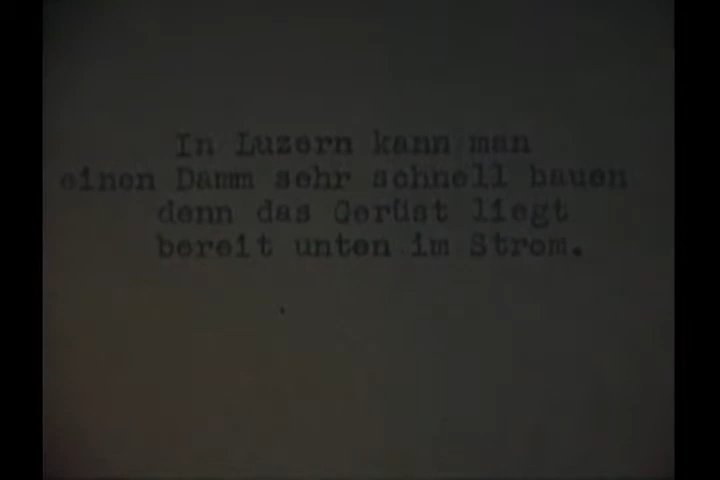 In Luzern kann man
einen Damm sehr schnell bauen
denn das Gerüst liegt
bereit unten im Strom.